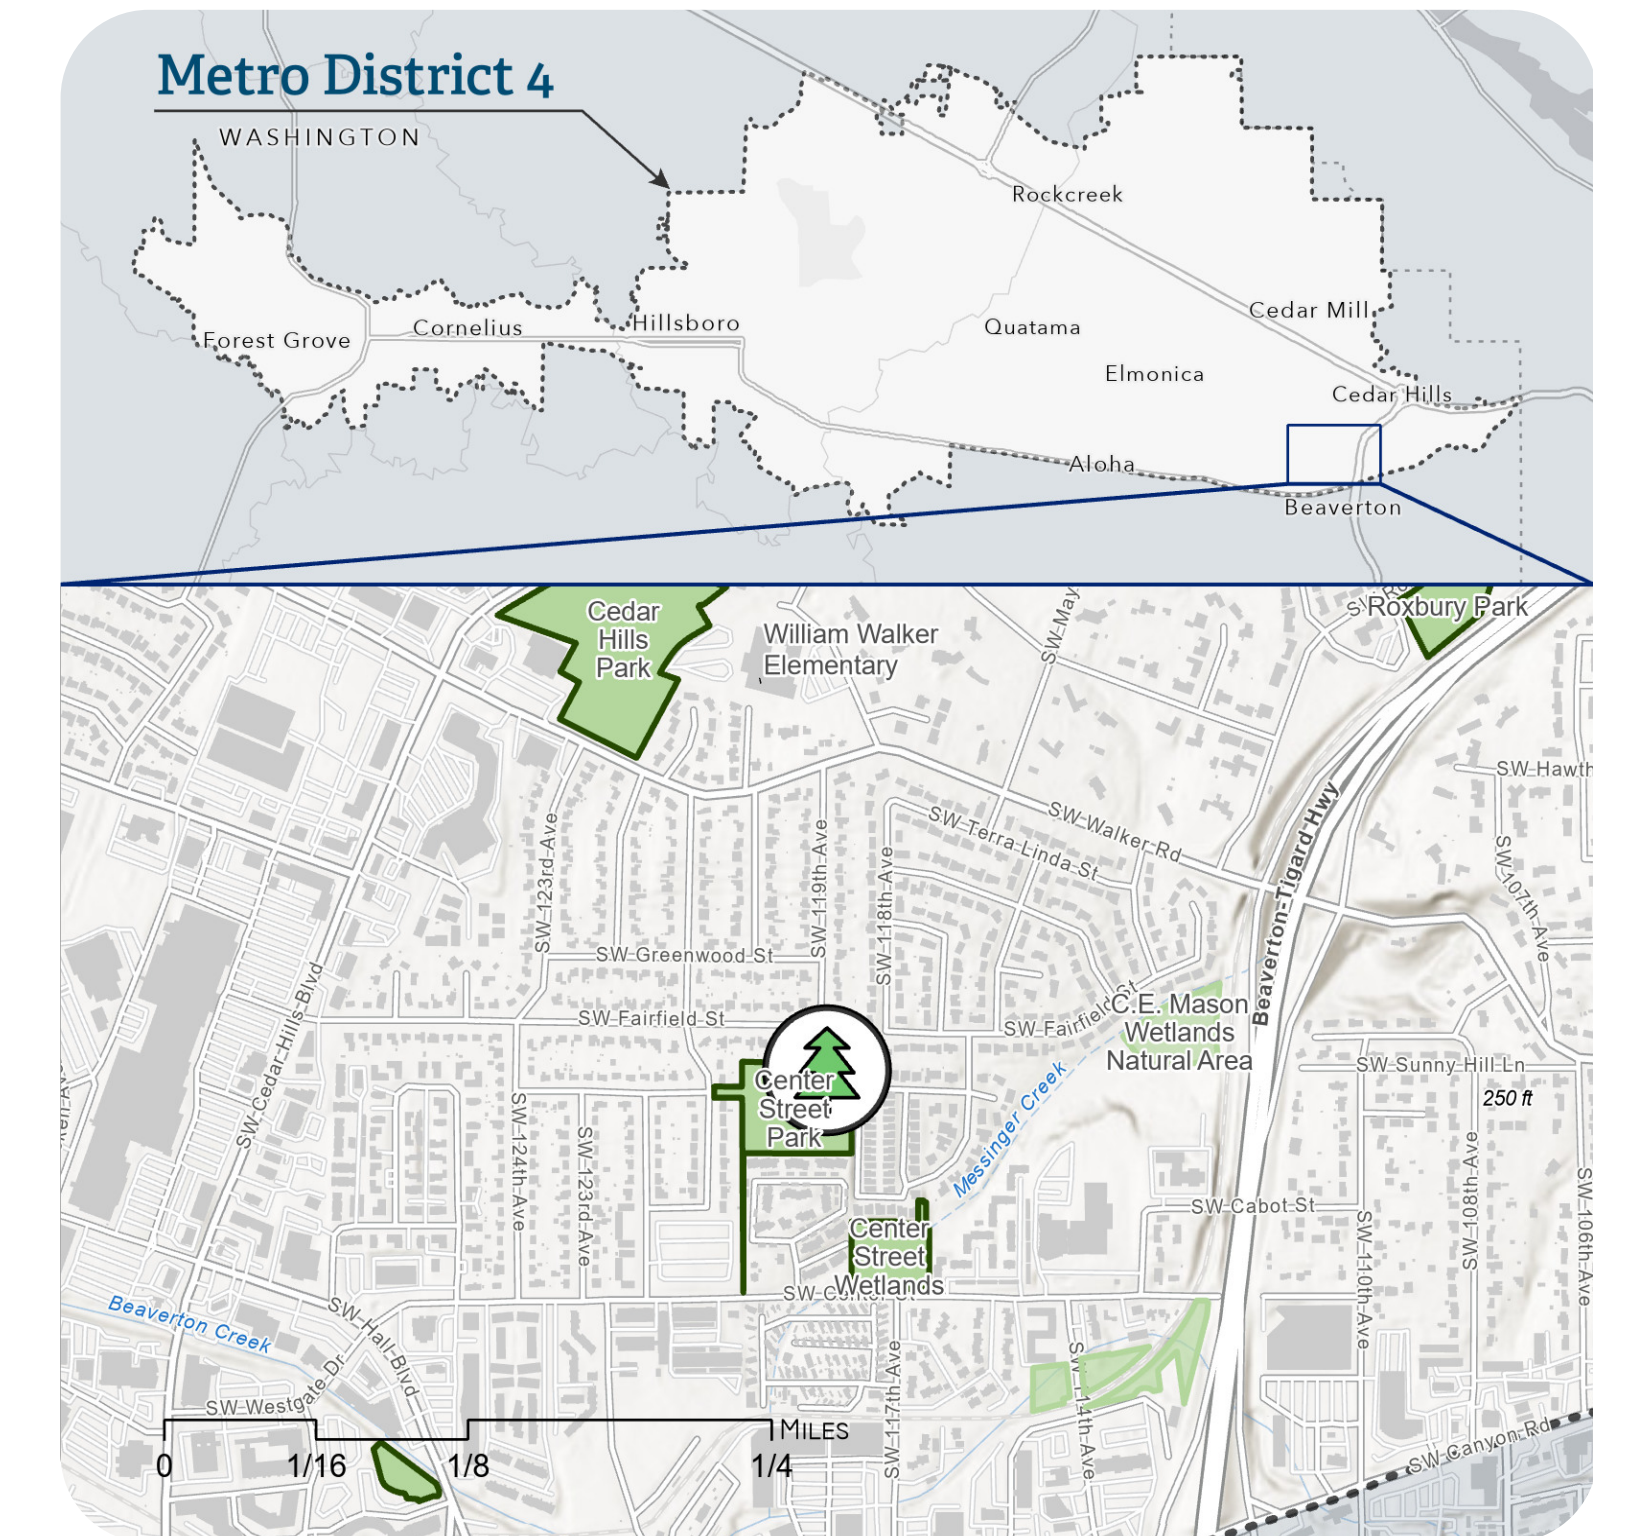 Metro District 4
WASHINGTON
Rockcreek
Cedar Mill
Hillsboro
Cornelius
Quatama
Forest Grove
Elmonica
Cedar Hills
Aloha
Beaverton
Cedar
Hills
Park
William Walker
Elementary
SW May
Roxbury Park
SW Hawth
SW Walker Rd
SW Terra Linda St
Beaverton-Tigard Hwy
SW 123rd Ave
SW 119th Ave
SW 118th Ave
SW 107th Ave
SW Greenwood St
SW Cedar Hills Blvd
SW Fairfield St
SW Fairfield St
C.E. Mason
Wetlands
Natural Area
SW Sunny Hill Ln
250 ft
Center
Street
Park
Messinger Creek
SW 124th Ave
SW 123rd Ave
SW Cabot St
SW 110th Ave
SW 108th Ave
SW 106th Ave
Center
Street
Wetlands
SW Center St
Beaverton Creek
SW Hall Blvd
SW Westgate Dr
SW 117th Ave
SW 114th Ave
SW Canyon Rd
MILES
0
1/16
1/8
1/4